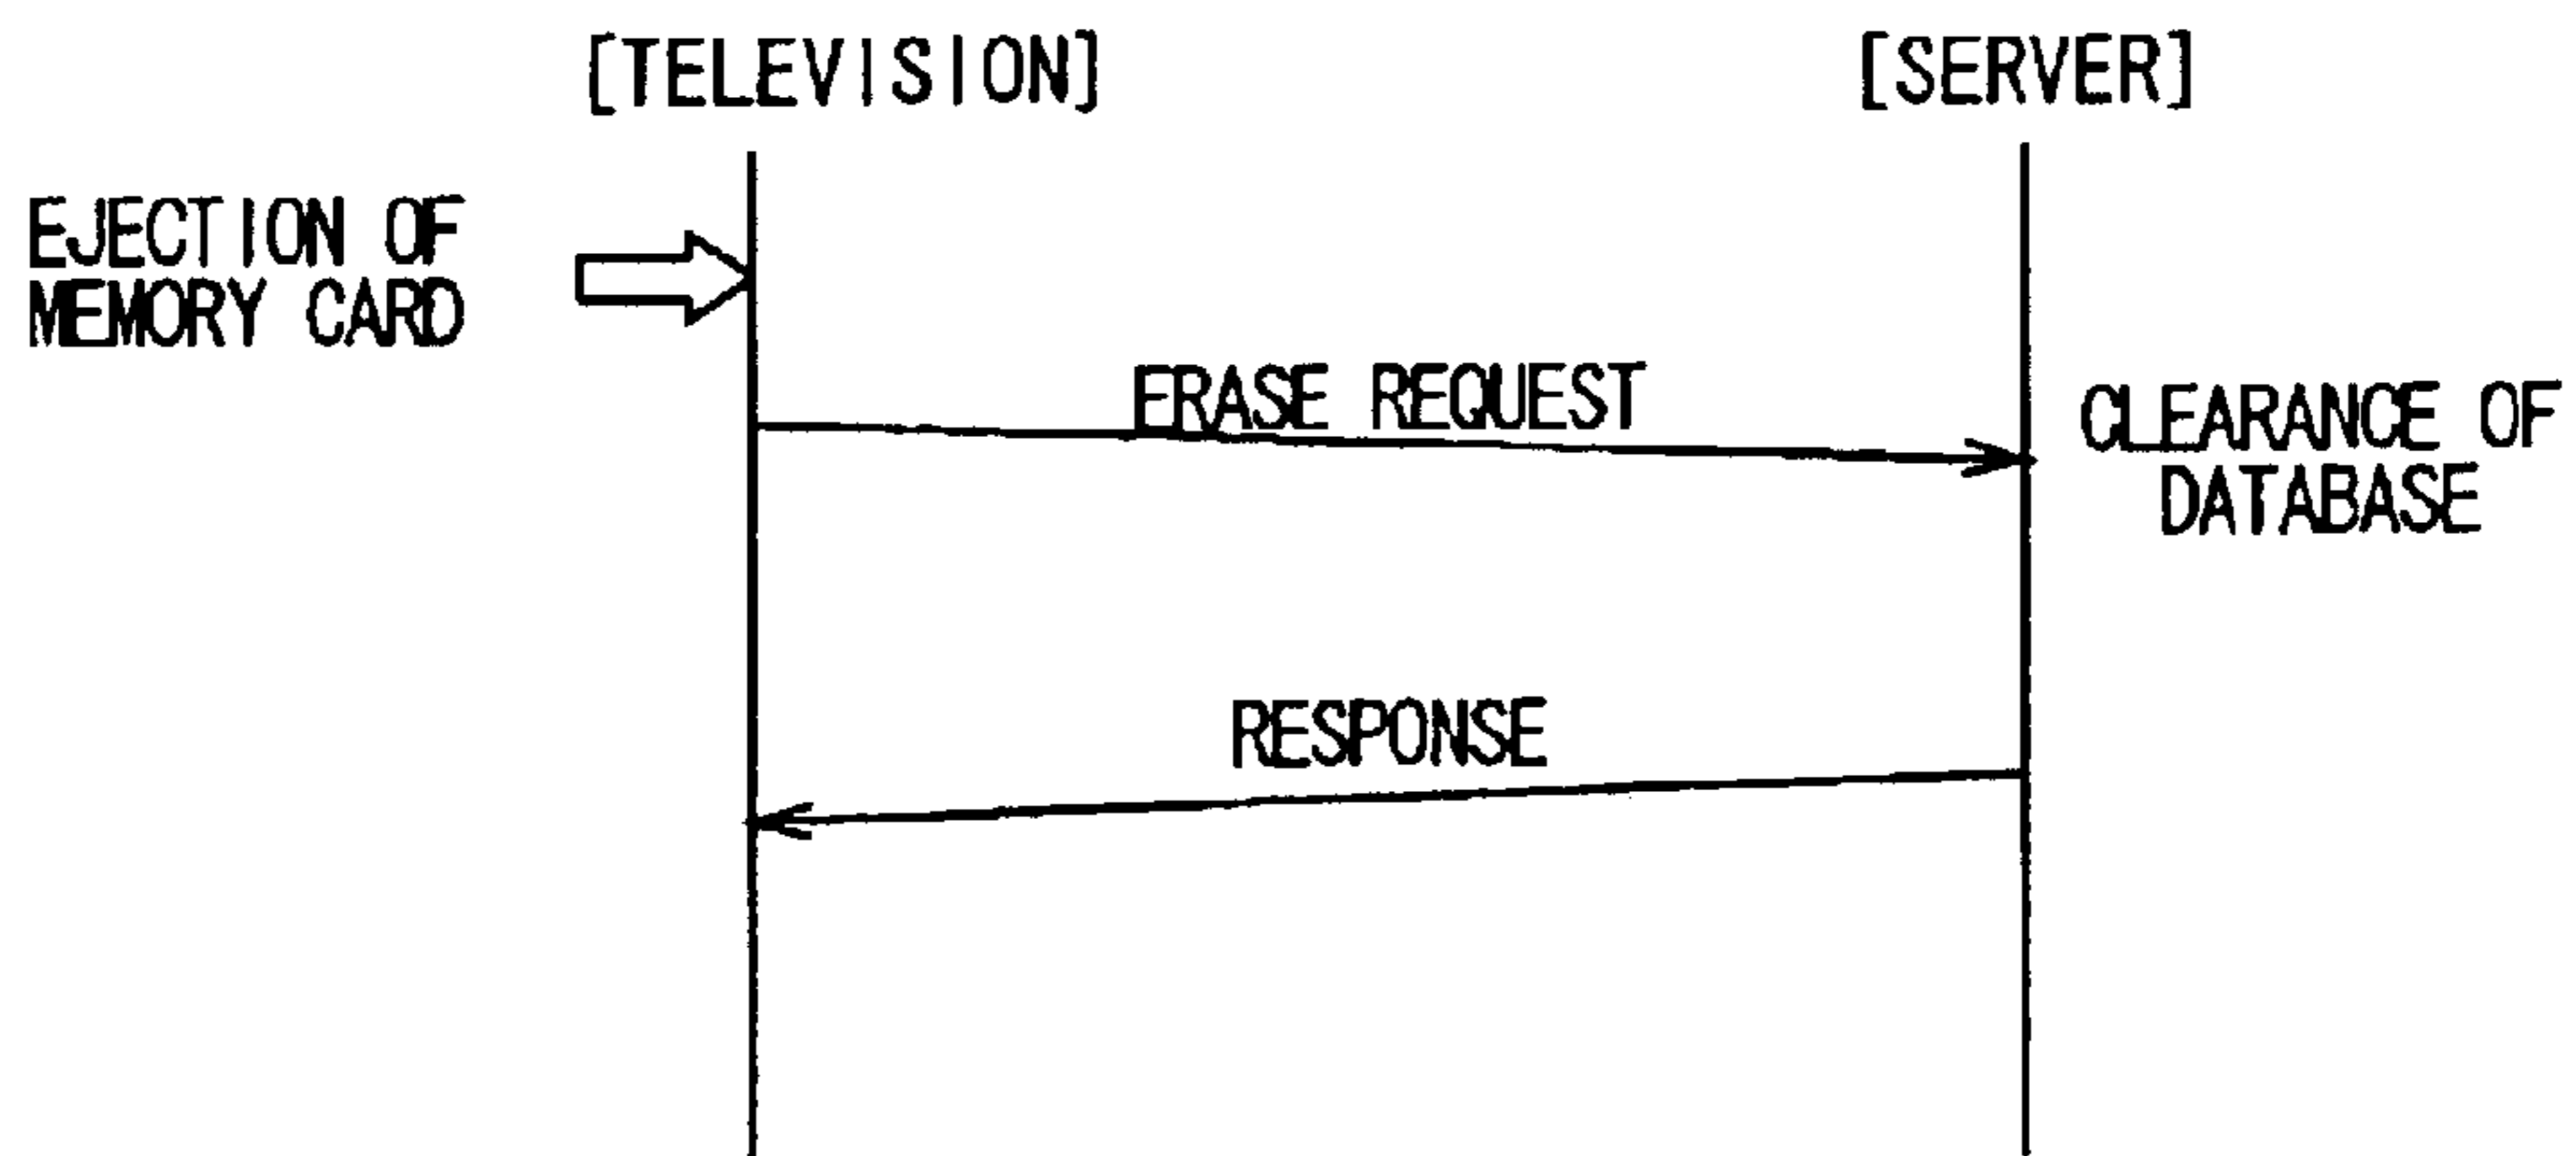 [TELEVISION]
[SERVER]
EJECTION OF
MEMORY CARD
ERASE REQUEST
CLEARANCE OF
DATABASE
RESPONSE